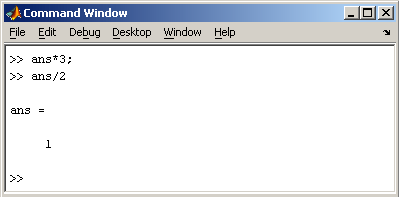 Command Window
File Edit Debug Desktop Window Help
>> ans*3;
>> ans/2
ans =
1
>>